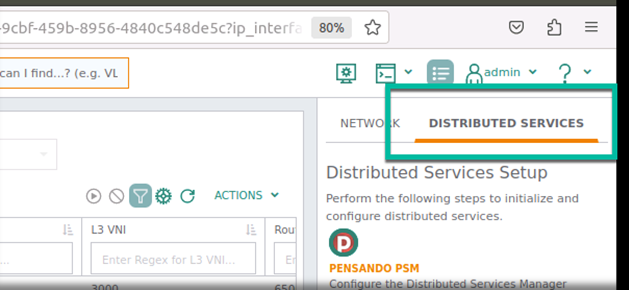 -9cbf-459b-8956-4840c548de5c?ip_interfa
80%
can I find...? (e.g. VL
admin
?
NETWORK
DISTRIBUTED SERVICES
Distributed Services Setup
Perform the following steps to initialize and
configure distributed services.
ACTIONS
L3 VNI
Rou
Enter Regex for L3 VNI...
En
PENSANDO PSM
Configure the Distributed Services Manager
3000
650